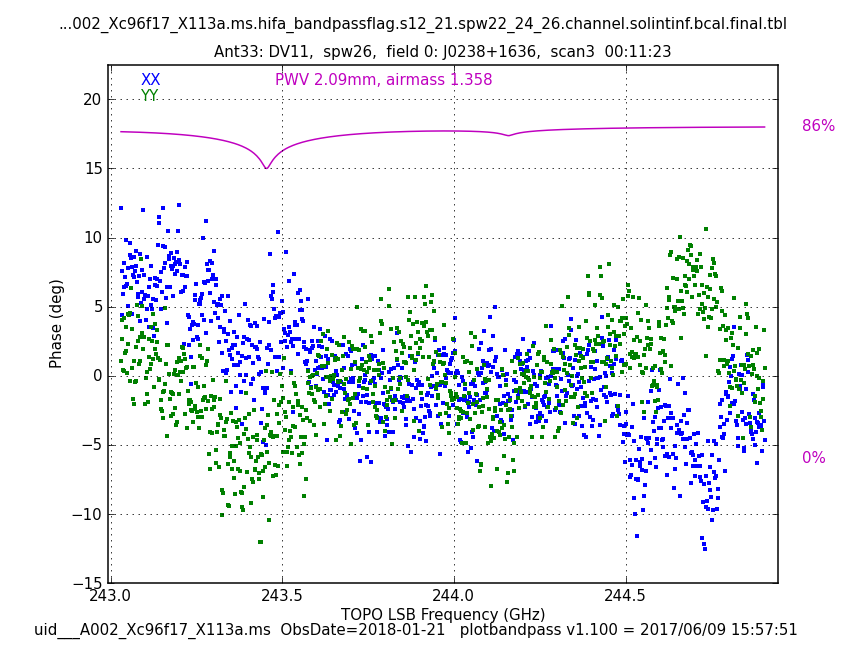 ...002_Xc96f17_X113a.ms.hifa_bandpassflag.s12_21.spw22_24_26.channel.solintinf.bcal.final.tbl
Ant33: DV11,  spw26,  field 0: J0238+1636,  scan3  00:11:23
XX
PWV 2.09mm, airmass 1.358
YY
20
86%
15
10
5
Phase (deg)
0
−5
0%
−10
−15
243.0
243.5
244.0
244.5
TOPO LSB Frequency (GHz)
uid___A002_Xc96f17_X113a.ms  ObsDate=2018-01-21   plotbandpass v1.100 = 2017/06/09 15:57:51